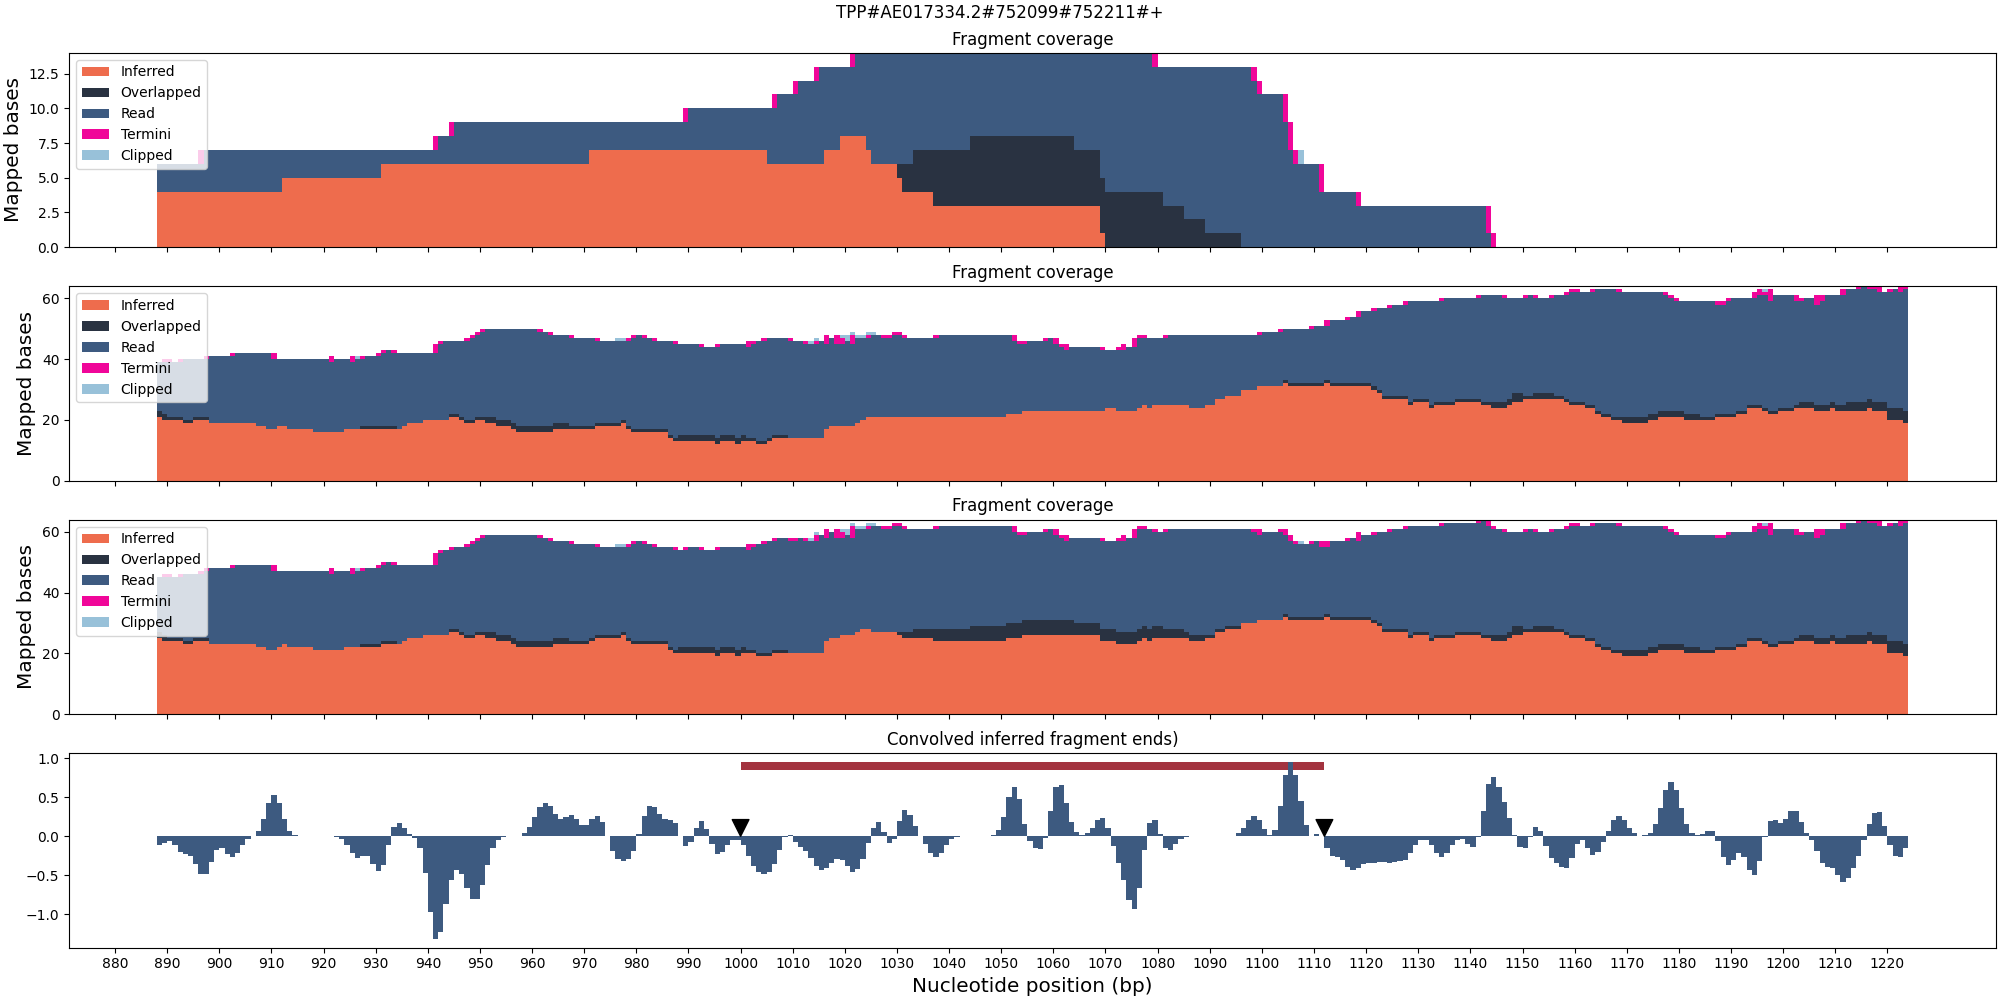 TPP#AE017334.2#752099#752211#+
Fragment coverage
Mapped bases
12.5
10.0
7.5
5.0
2.5
0.0
Inferred
Overlapped
Read
Termini
Clipped
Fragment coverage
Mapped bases
60
40
20
0
Inferred
Overlapped
Read
Termini
Clipped
Fragment coverage
Mapped bases
60
40
20
0
Inferred
Overlapped
Read
Termini
Clipped
Convolved inferred fragment ends)
1.0
0.5
0.0
−0.5
−1.0
880 890 900 910 920 930 940 950 960 970 980 990 1000 1010 1020 1030 1040 1050 1060 1070 1080 1090 1100 1110 1120 1130 1140 1150 1160 1170 1180 1190 1200 1210 1220
Nucleotide position (bp)